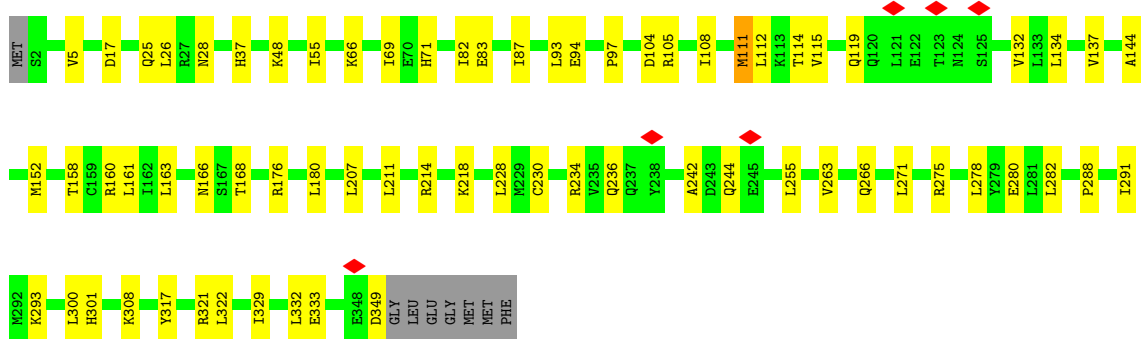 MET S2 V5 D17 Q25 L26 R27 N28 H37 K48 I55 K66 I69 E70 H71 I82 E83 I87 L93 E94 P97 D104 R105 I108 M111 L112 K113 T114 V115 Q119 Q120 L121 E122 T123 N124 S125 V132 L133 L134 V137 A144
M152 T158 C159 R160 L161 I162 L163 N166 S167 T168 R176 L180 L207 L211 R214 K218 L228 M229 C230 R234 V235 Q236 Q237 Y238 A242 D243 Q244 E245 L255 V263 Q266 L271 R275 L278 Y279 E280 L281 L282 P288 I291
M292 K293 L300 H301 K308 Y317 R321 L322 I329 L332 E333 E348 D349 GLY LEU GLU GLY MET MET PHE